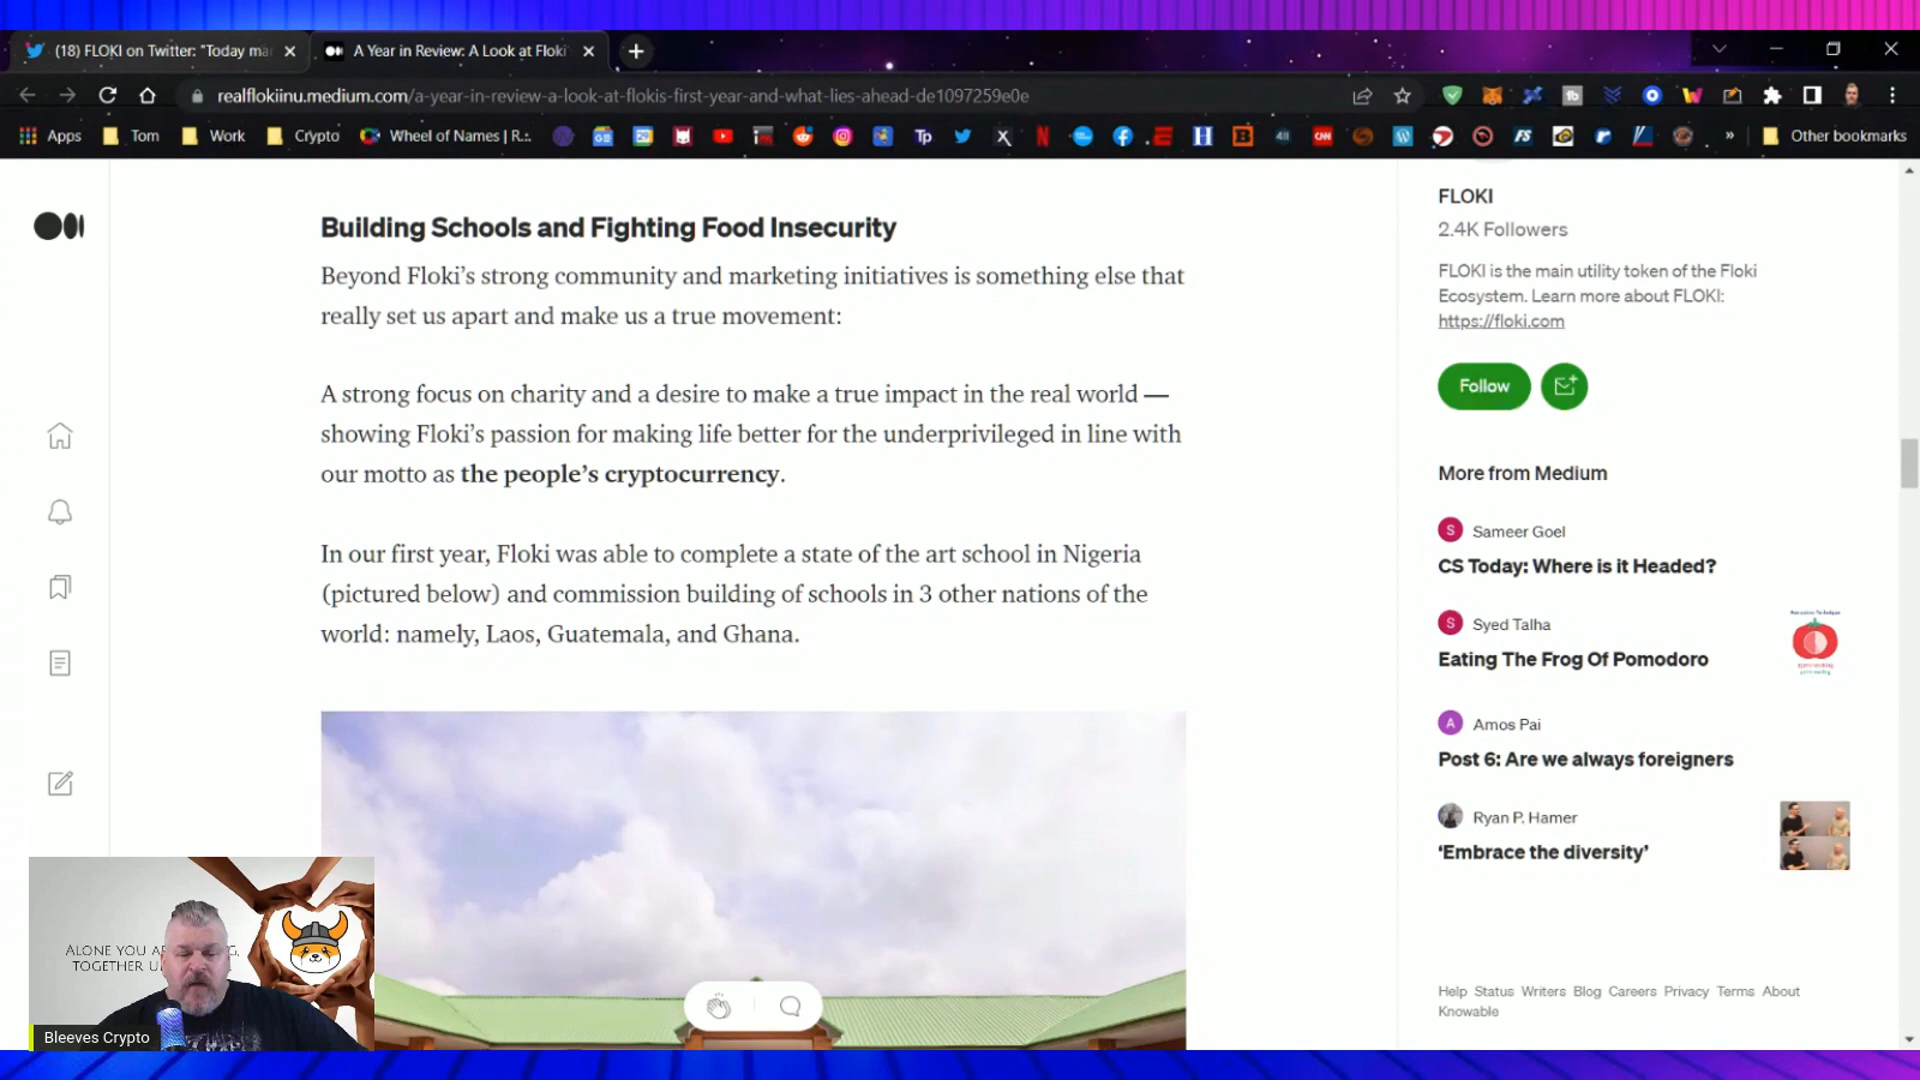 (18) FLOKI on Twitter: "Today ma
A Year in Review: A Look at Floki
realflokiinu.medium.com/a-year-in-review-a-look-at-flokis-first-year-and-what-lies-ahead-de1097259e0e
Apps Tom Work Crypto Wheel of Names | R... Tp CNN FS » Other bookmarks
Building Schools and Fighting Food Insecurity
Beyond Floki’s strong community and marketing initiatives is something else that
really set us apart and make us a true movement:
A strong focus on charity and a desire to make a true impact in the real world —
showing Floki’s passion for making life better for the underprivileged in line with
our motto as the people’s cryptocurrency.
In our first year, Floki was able to complete a state of the art school in Nigeria
(pictured below) and commission building of schools in 3 other nations of the
world: namely, Laos, Guatemala, and Ghana.
FLOKI
2.4K Followers
FLOKI is the main utility token of the Floki
Ecosystem. Learn more about FLOKI:
https://floki.com
Follow
More from Medium
S Sameer Goel
CS Today: Where is it Headed?
S Syed Talha
Eating The Frog Of Pomodoro
A Amos Pai
Post 6: Are we always foreigners
Ryan P. Hamer
‘Embrace the diversity’
Help Status Writers Blog Careers Privacy Terms About
Knowable
ALONE YOU
TOGETHER
Bleeves Crypto